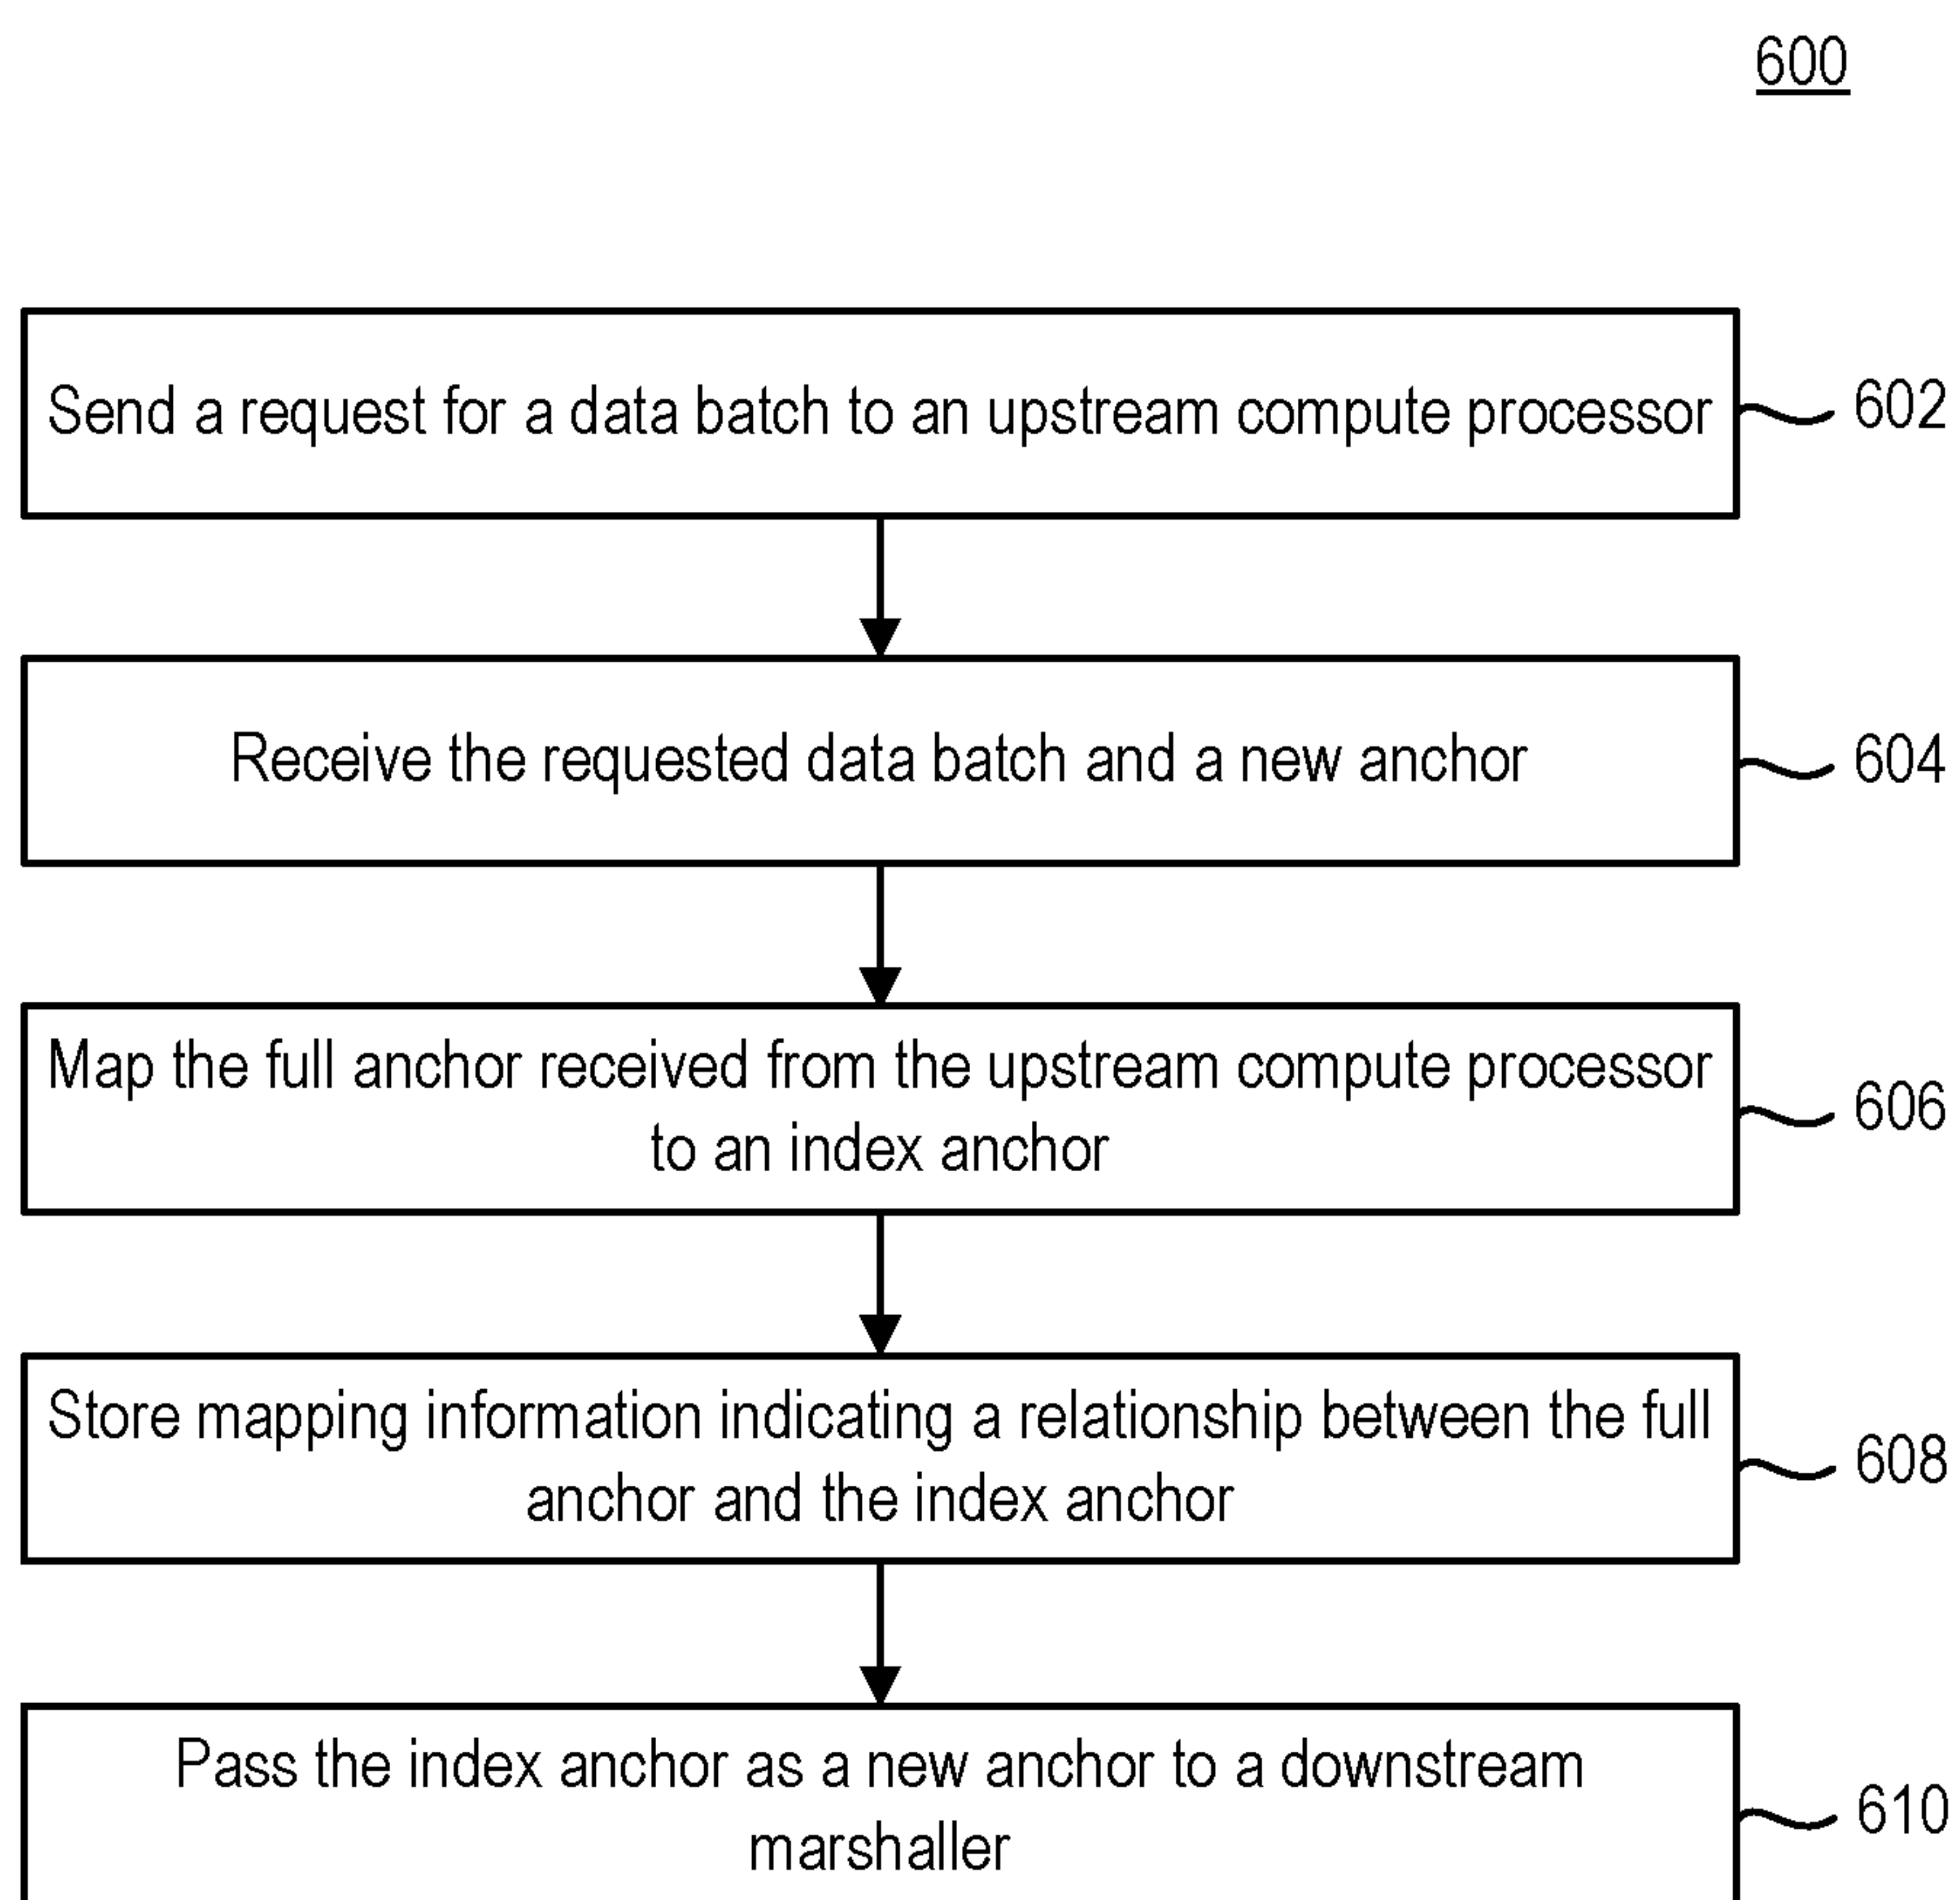 600
Send a request for a data batch to an upstream compute processor
602
Receive the requested data batch and a new anchor
604
Map the full anchor received from the upstream compute processor
to an index anchor
606
Store mapping information indicating a relationship between the full
anchor and the index anchor
608
Pass the index anchor as a new anchor to a downstream
marshaller
610